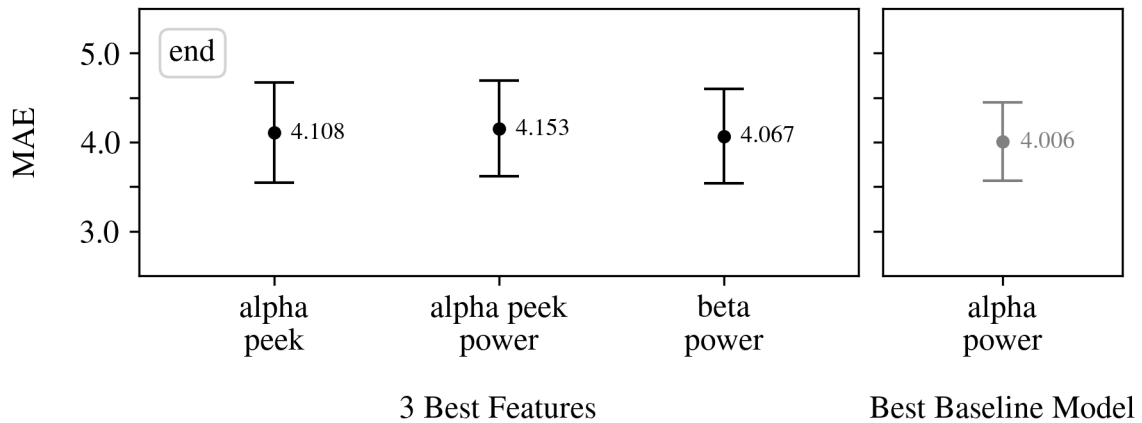 end
MAE
5.0
4.0
3.0
4.108
4.153
4.067
4.006
alpha
peek
alpha peek
power
beta
power
alpha
power
3 Best Features
Best Baseline Model